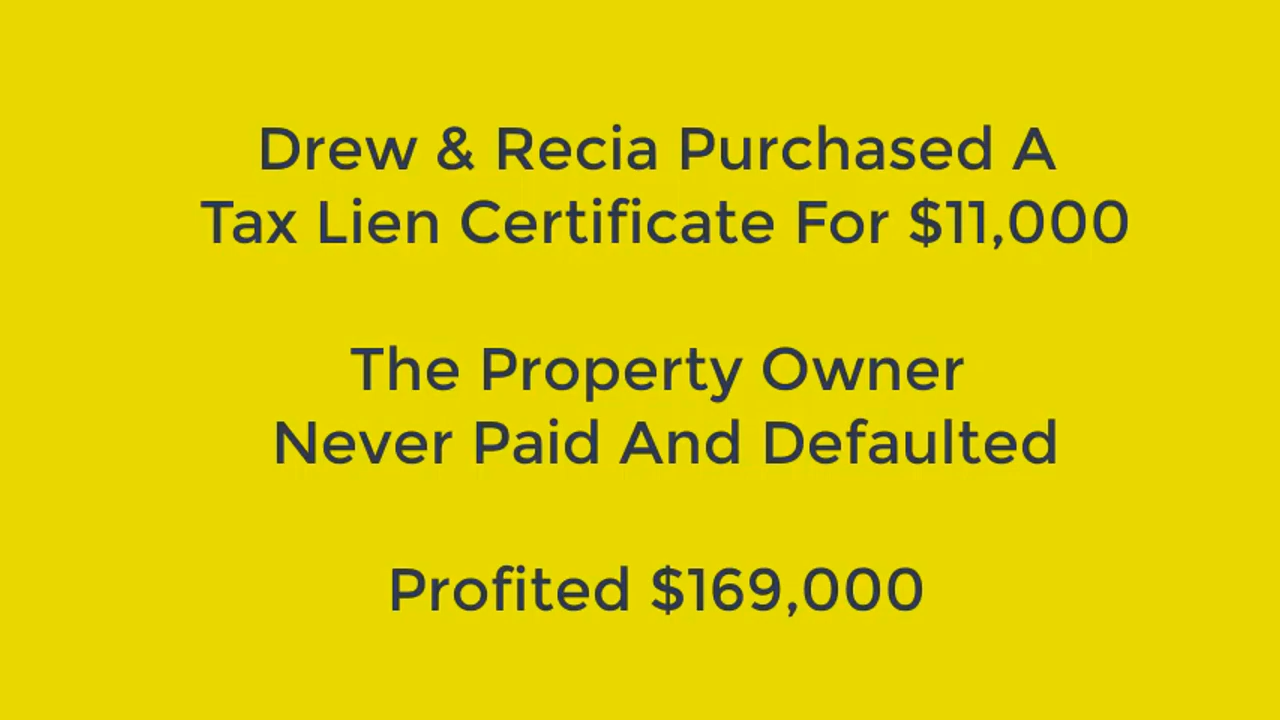 Drew & Recia Purchased A
Tax Lien Certificate For $11,000
The Property Owner
Never Paid And Defaulted
Profited $169,000